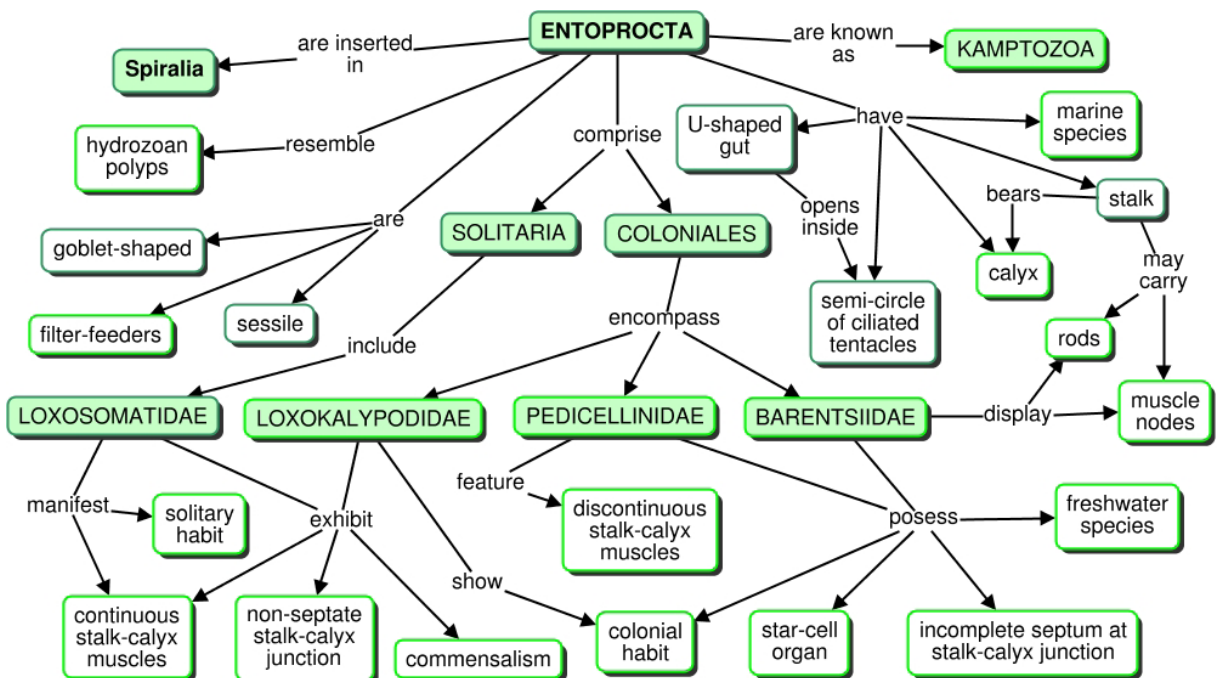 ENTOPROCTA
are inserted
in
Spiralia
are known
as
KAMPTOZOA
hydrozoan
polyps
resemble
comprise
U-shaped
gut
have
marine
species
are
goblet-shaped
filter-feeders
sessile
SOLITARIA
COLONIALES
opens
inside
bears
stalk
calyx
may
carry
semi-circle
of ciliated
tentacles
rods
muscle
nodes
include
encompass
LOXOSOMATIDAE
LOXOKALYPODIDAE
PEDICELLINIDAE
BARENTSIIDAE
display
manifest
solitary
habit
exhibit
feature
discontinuous
stalk-calyx
muscles
posess
freshwater
species
show
continuous
stalk-calyx
muscles
non-septate
stalk-calyx
junction
commensalism
colonial
habit
star-cell
organ
incomplete septum at
stalk-calyx junction